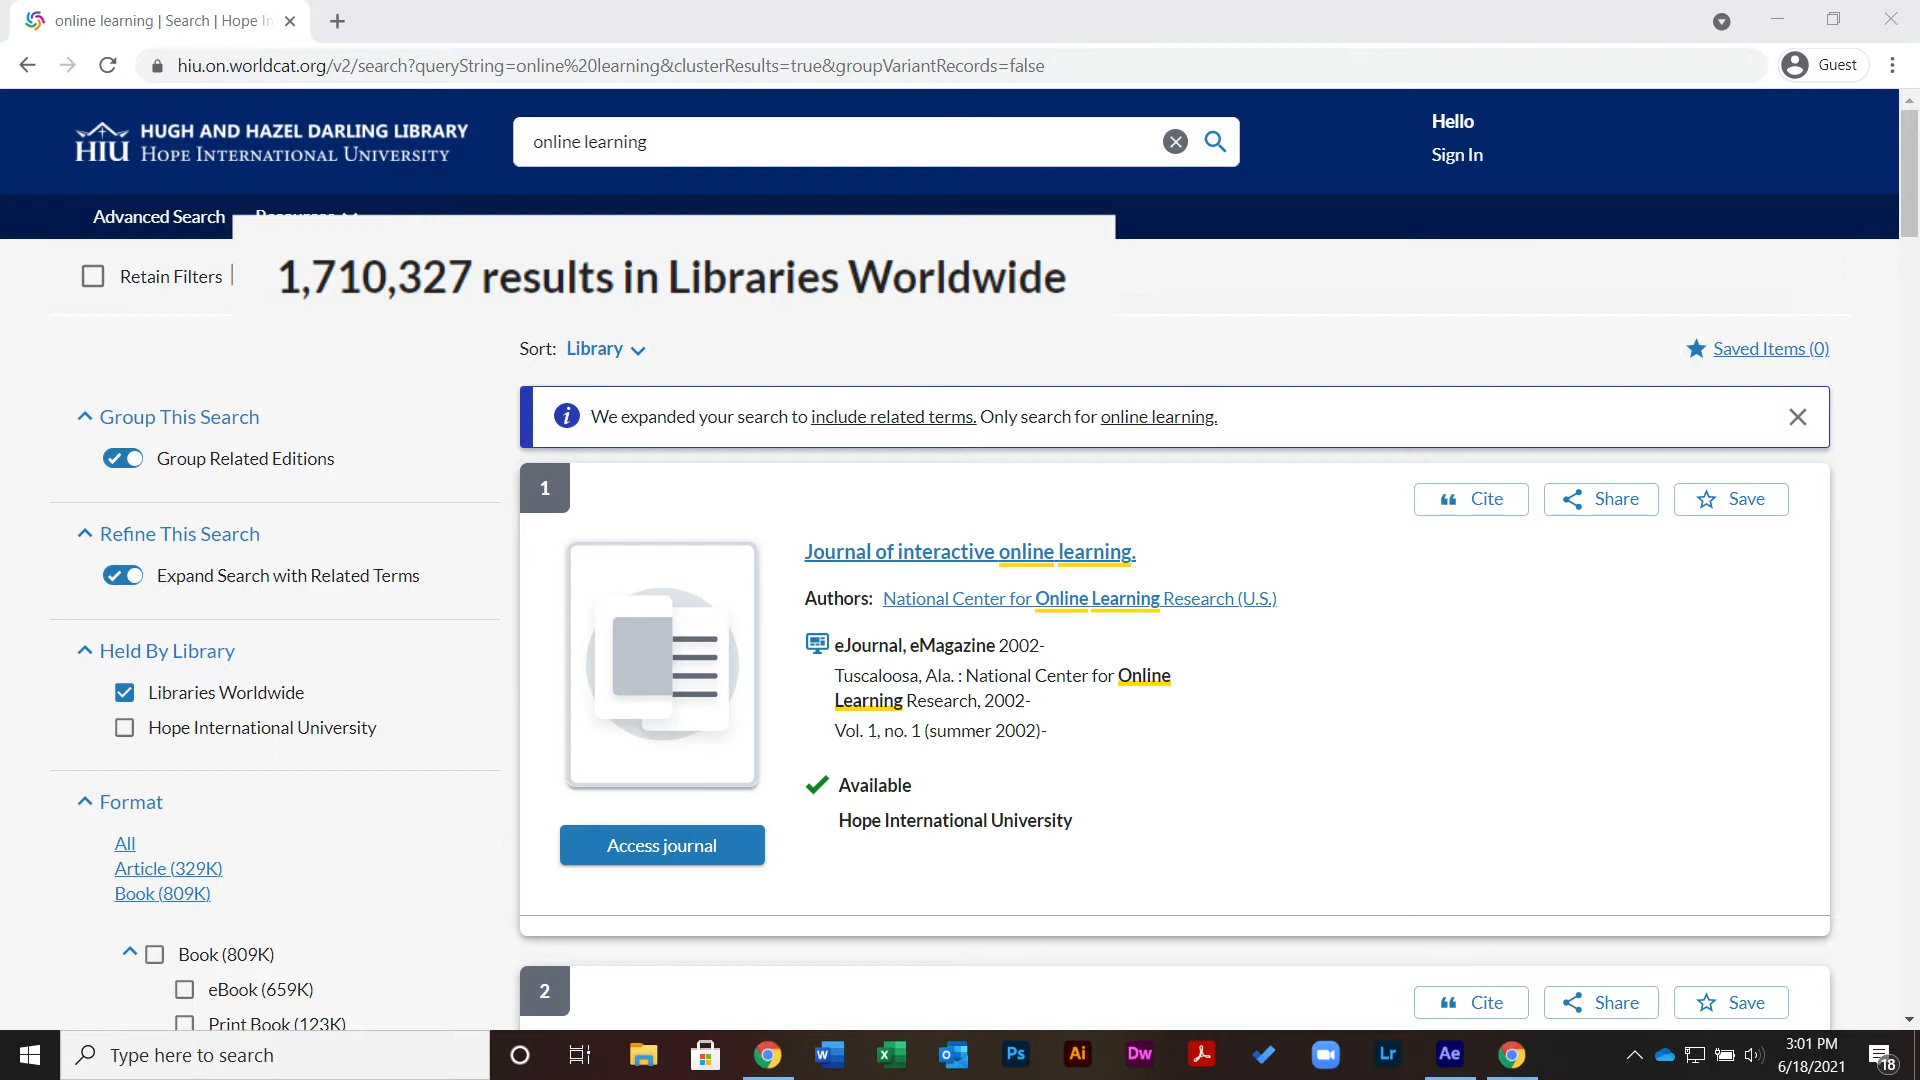 online learning | Search | Hope In
hiu.on.worldcat.org/v2/search?queryString=online%20learning&clusterResults=true&groupVariantRecords=false
Guest
HIU
HUGH AND HAZEL DARLING LIBRARY
HOPE INTERNATIONAL UNIVERSITY
online learning
Hello
Sign In
Advanced Search
Resources
Retain Filters
1,710,327 results in Libraries Worldwide
Sort: Library
Saved Items (0)
We expanded your search to include related terms. Only search for online learning.
Group This Search
Group Related Editions
Refine This Search
Expand Search with Related Terms
Held By Library
Libraries Worldwide
Hope International University
Format
All
Article (329K)
Book (809K)
Book (809K)
eBook (659K)
Print Book (123K)
1
Cite
Share
Save
Journal of interactive online learning.
Authors: National Center for Online Learning Research (U.S.)
eJournal, eMagazine 2002-
Tuscaloosa, Ala. : National Center for Online
Learning Research, 2002-
Vol. 1, no. 1 (summer 2002)-
Available
Hope International University
Access journal
2
Cite
Share
Save
Type here to search
Ps
Ai
Dw
Lr
Ae
3:01 PM
6/18/2021
18